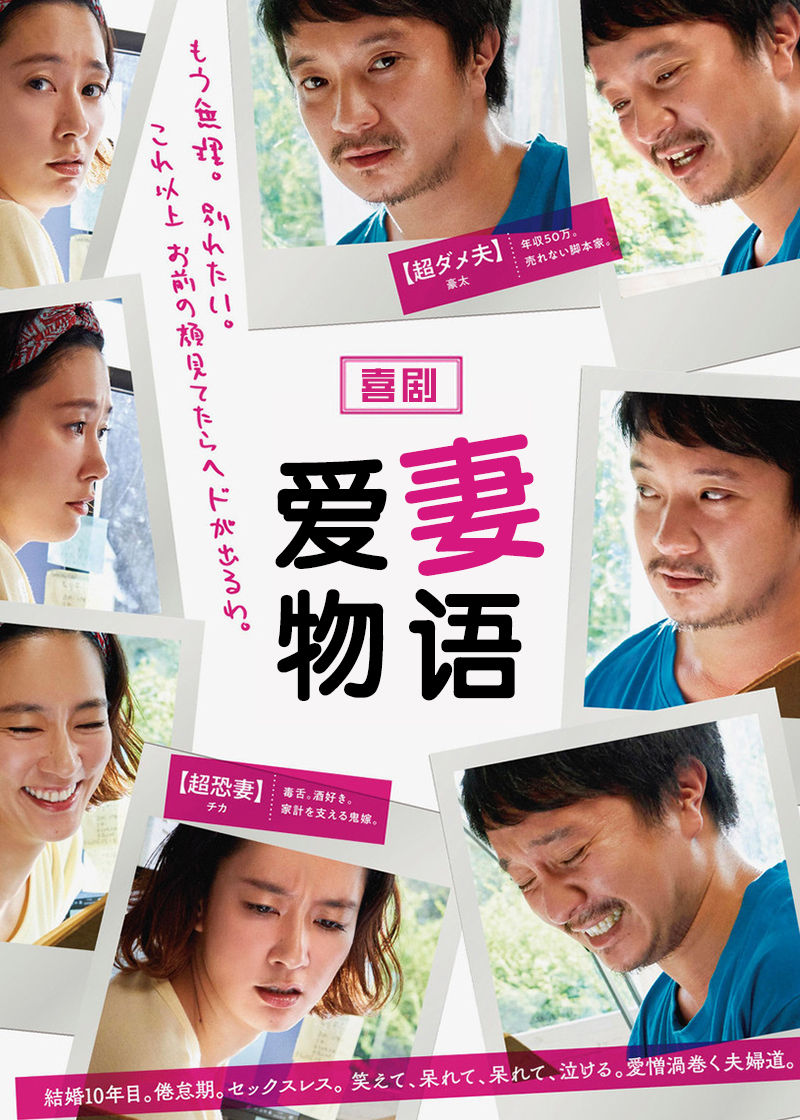 もう無理。別れたい。
これ以上お前の顔見てたらヘドが出るわ。
【超ダメ夫】
豪太
年収50万。
売れない脚本家。
喜剧
爱妻
物语
【超恐妻】
チカ
毒舌。酒好き。
家計を支える鬼嫁。
結婚10年目。倦怠期。セックスレス。笑えて、呆れて、呆れて、泣ける。愛憎渦巻く夫婦道。